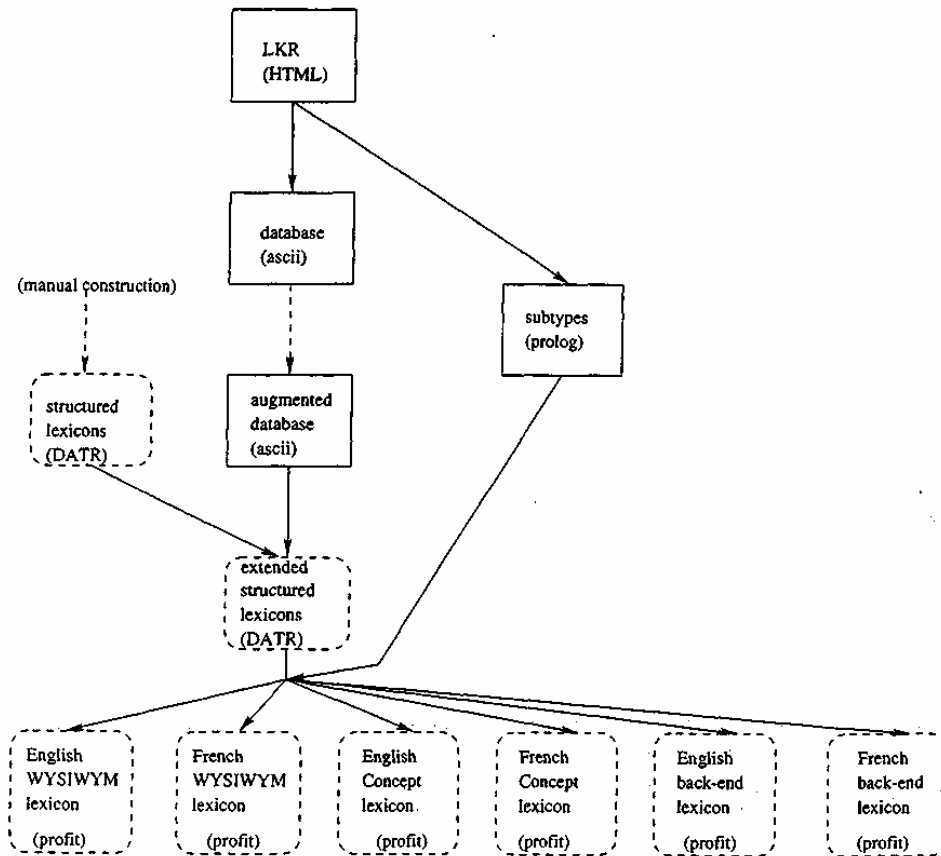 LKR
(HTML)
database
(ascii)
(manual construction)
subtypes
(prolog)
structured
lexicons
(DATR)
augmented
database
(ascii)
extended
structured
lexicons
(DATR)
English
WYSIWYM
lexicon
(profit)
French
WYSIWYM
lexicon
(profit)
English
Concept
lexicon
(profit)
French
Concept
lexicon
(profit)
English
back-end
lexicon
(profit)
French
back-end
lexicon
(profit)